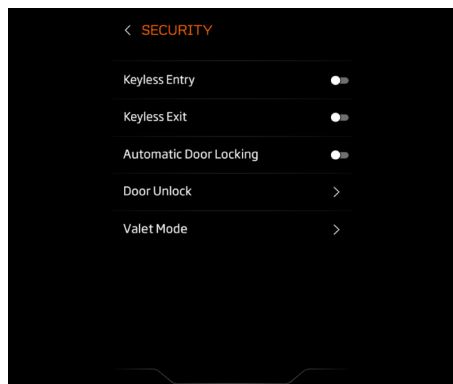 SECURITY
Keyless Entry
Keyless Exit
Automatic Door Locking
Door Unlock
Valet Mode